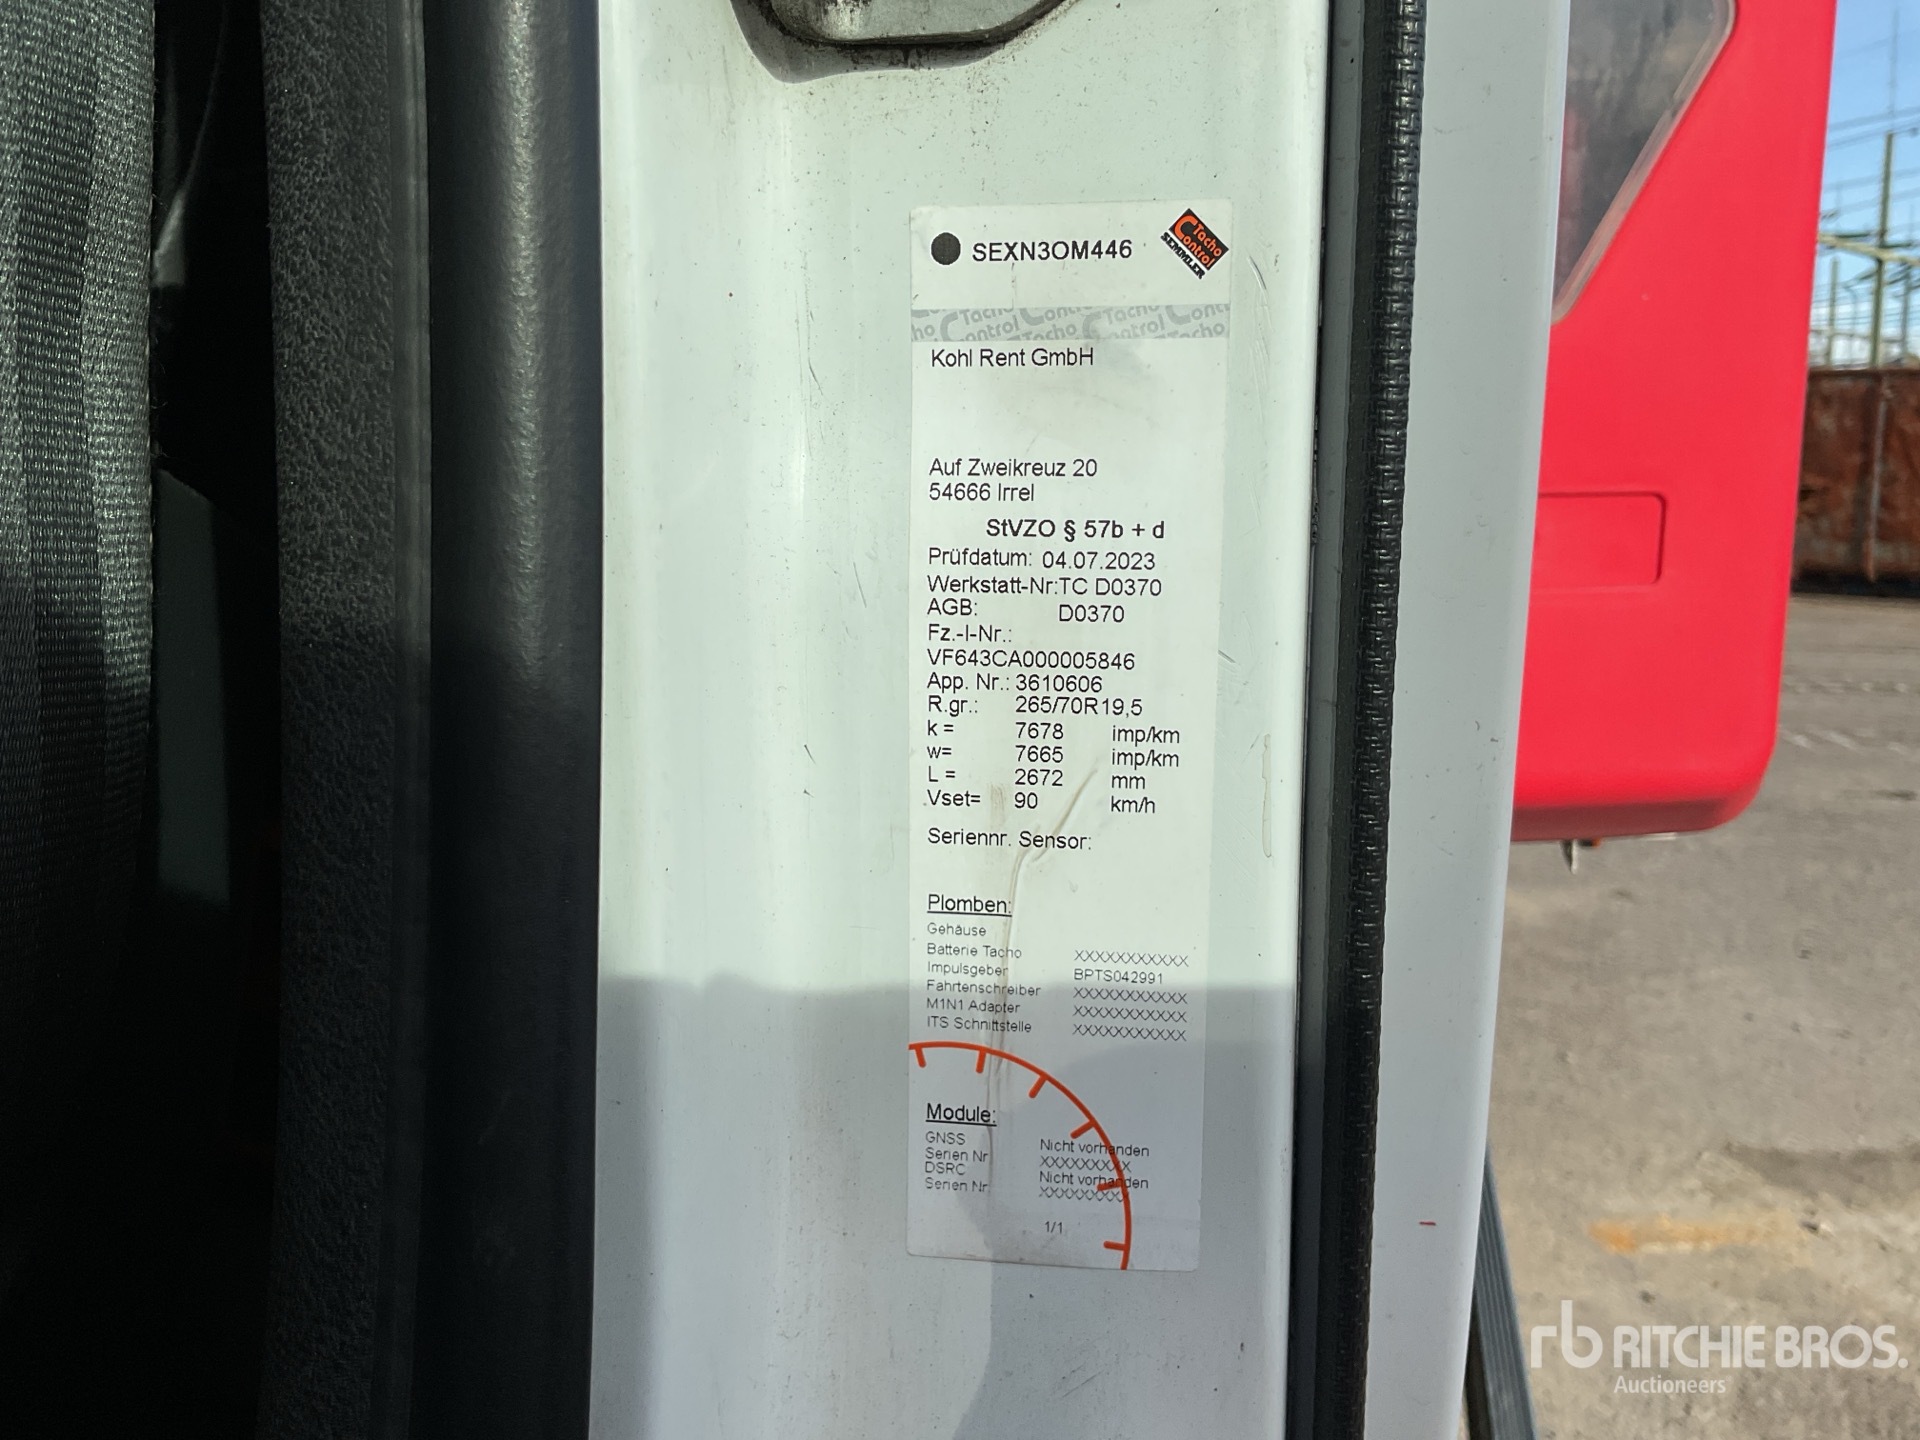 SEXN3OM446
Tacho
Control
SEMMLER
Kohl Rent GmbH
Auf Zweikreuz 20
54666 Irrel
StVZO § 57b + d
Prüfdatum: 04.07.2023
Werkstatt-Nr:TC D0370
AGB: D0370
Fz.-I-Nr.:
VF643CA000005846
App. Nr.: 3610606
R.gr.: 265/70R19,5
k = 7678 imp/km
w= 7665 imp/km
L = 2672 mm
Vset= 90 km/h
Seriennr. Sensor:
Plomben:
Gehäuse
Batterie Tacho XXXXXXXXXXX
Impulsgeber BPTS042991
Fahrtenschreiber XXXXXXXXXXX
M1N1 Adapter XXXXXXXXXXX
ITS Schnittstelle XXXXXXXXXXX
Module:
GNSS Nicht vorhanden
Serien Nr XXXXXXXXX
DSRC Nicht vorhanden
Serien Nr XXXXXXXXX
1/1
rb RITCHIE BROS.
Auctioneers